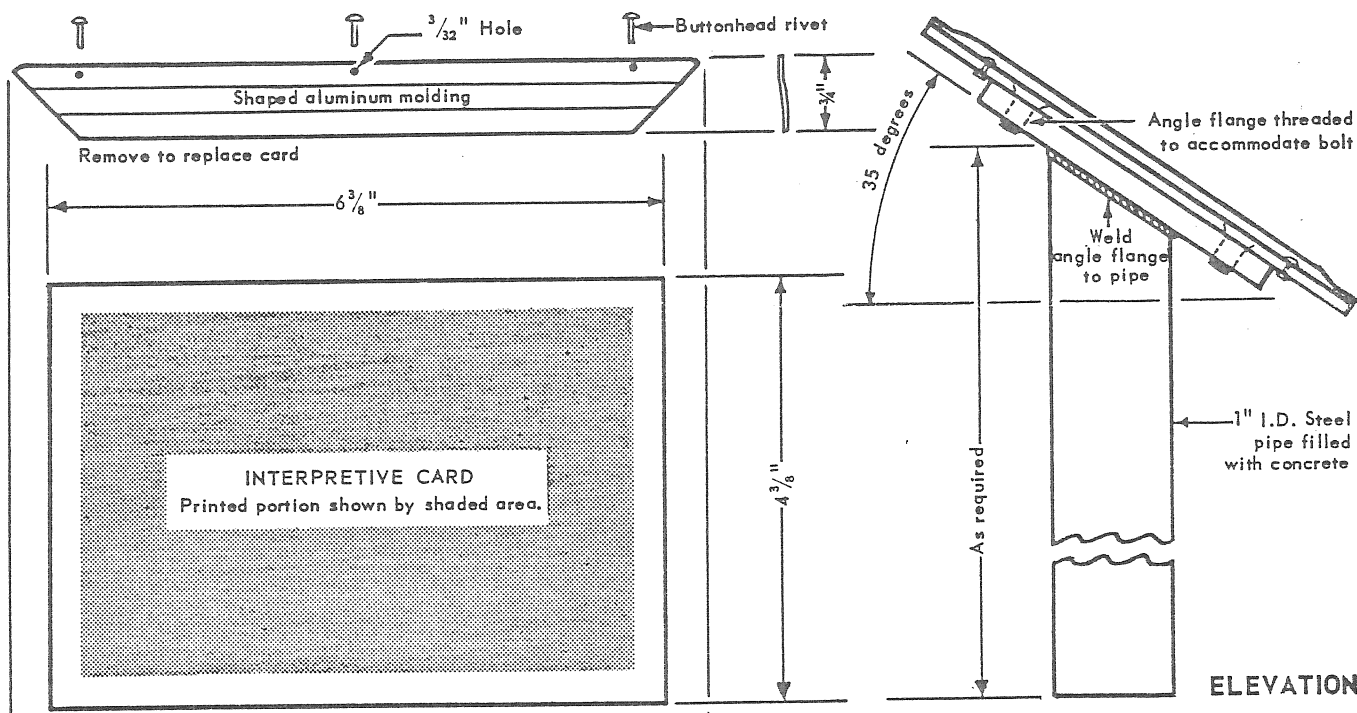 3/32" Hole
Buttonhead rivet
Shaped aluminum molding
3/4"
Remove to replace card
6 3/8"
35 degrees
Angle flange threaded
to accommodate bolt
Weld
angle flange
to pipe
INTERPRETIVE CARD
Printed portion shown by shaded area.
4 3/8"
As required
1" I.D. Steel
pipe filled
with concrete
ELEVATION